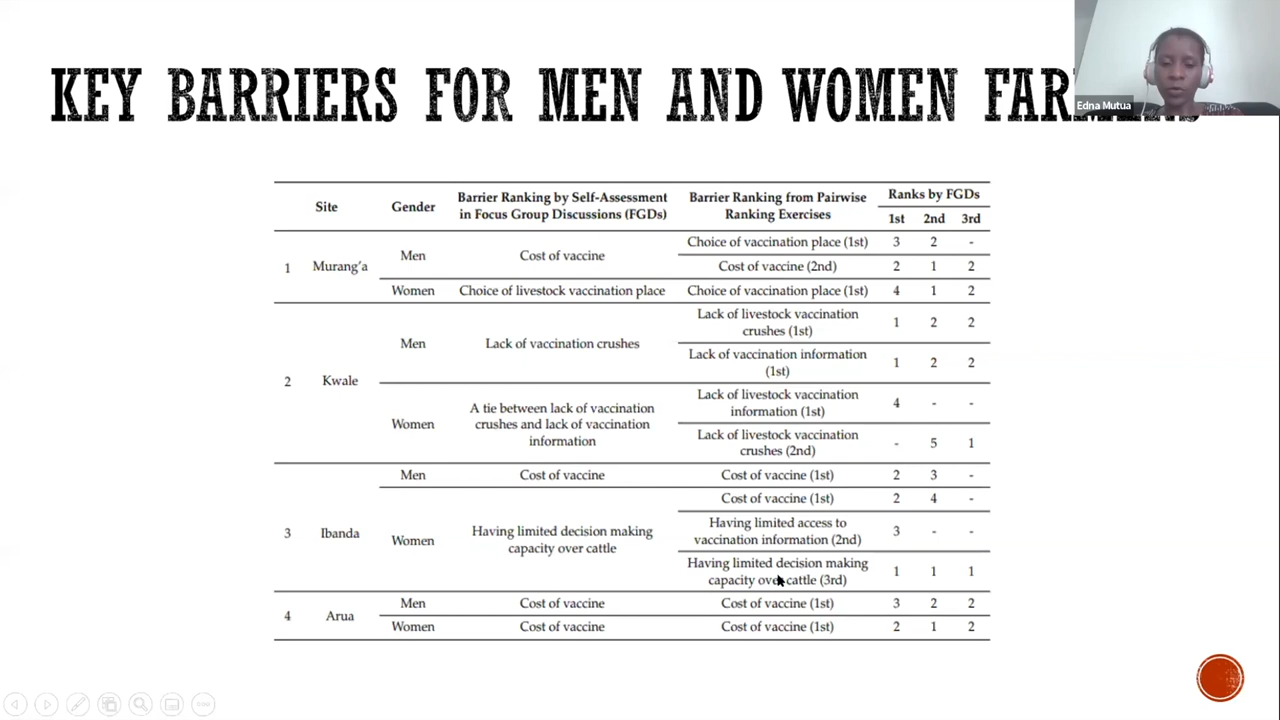 KEY BARRIERS FOR MEN AND WOMEN
Edna Mutua
Site Gender Barrier Ranking by Self-Assessment in Focus Group Discussions (FGDs) Barrier Ranking from Pairwise Ranking Exercises Ranks by FGDs
1st 2nd 3rd
1 Murang'a Men Cost of vaccine Choice of vaccination place (1st) 3 2 -
Cost of vaccine (2nd) 2 1 2
Women Choice of livestock vaccination place Choice of vaccination place (1st) 4 1 2
2 Kwale Men Lack of vaccination crushes Lack of livestock vaccination crushes (1st) 1 2 2
Lack of vaccination information (1st) 1 2 2
Women A tie between lack of vaccination crushes and lack of vaccination information Lack of livestock vaccination information (1st) 4 - -
Lack of livestock vaccination crushes (2nd) - 5 1
3 Ibanda Men Cost of vaccine Cost of vaccine (1st) 2 3 -
Women Having limited decision making capacity over cattle Cost of vaccine (1st) 2 4 -
Having limited access to vaccination information (2nd) 3 - -
Having limited decision making capacity over cattle (3rd) 1 1 1
4 Arua Men Cost of vaccine Cost of vaccine (1st) 3 2 2
Women Cost of vaccine Cost of vaccine (1st) 2 1 2